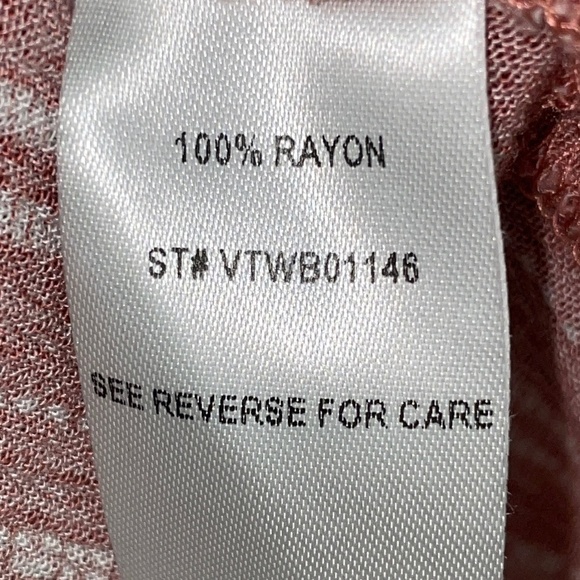 100% RAYON
ST# VTWB01146
SEE REVERSE FOR CARE